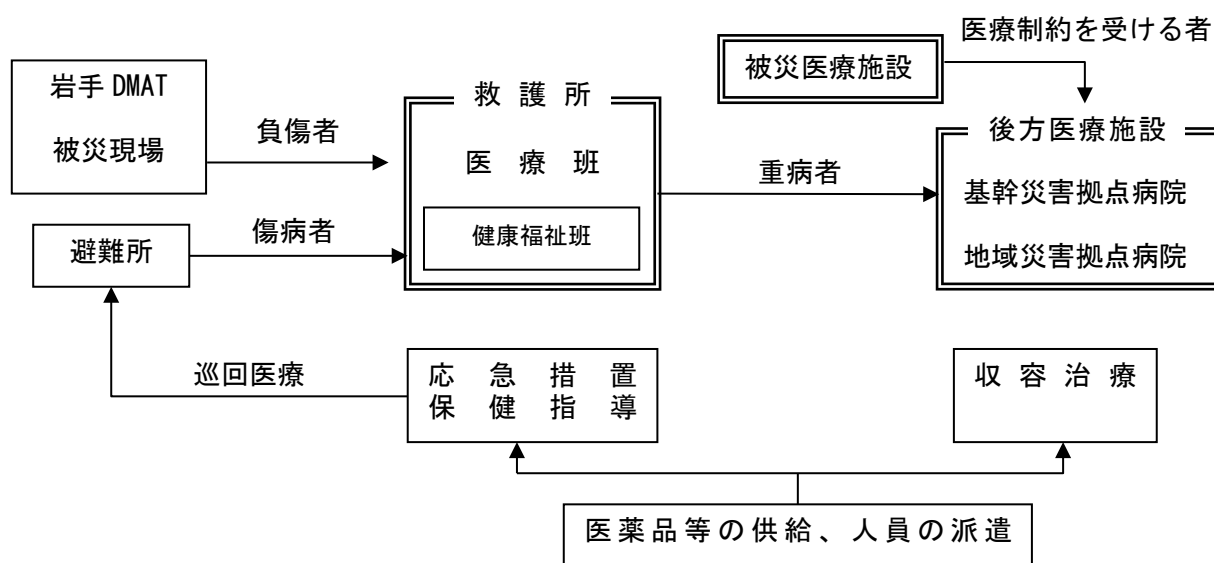 医療制約を受ける者
被災医療施設
岩手 DMAT
被災現場
負傷者
救護所
医療班
健康福祉班
重病者
後方医療施設
基幹災害拠点病院
地域災害拠点病院
避難所
傷病者
巡回医療
応急措置
保健指導
収容治療
医薬品等の供給、人員の派遣